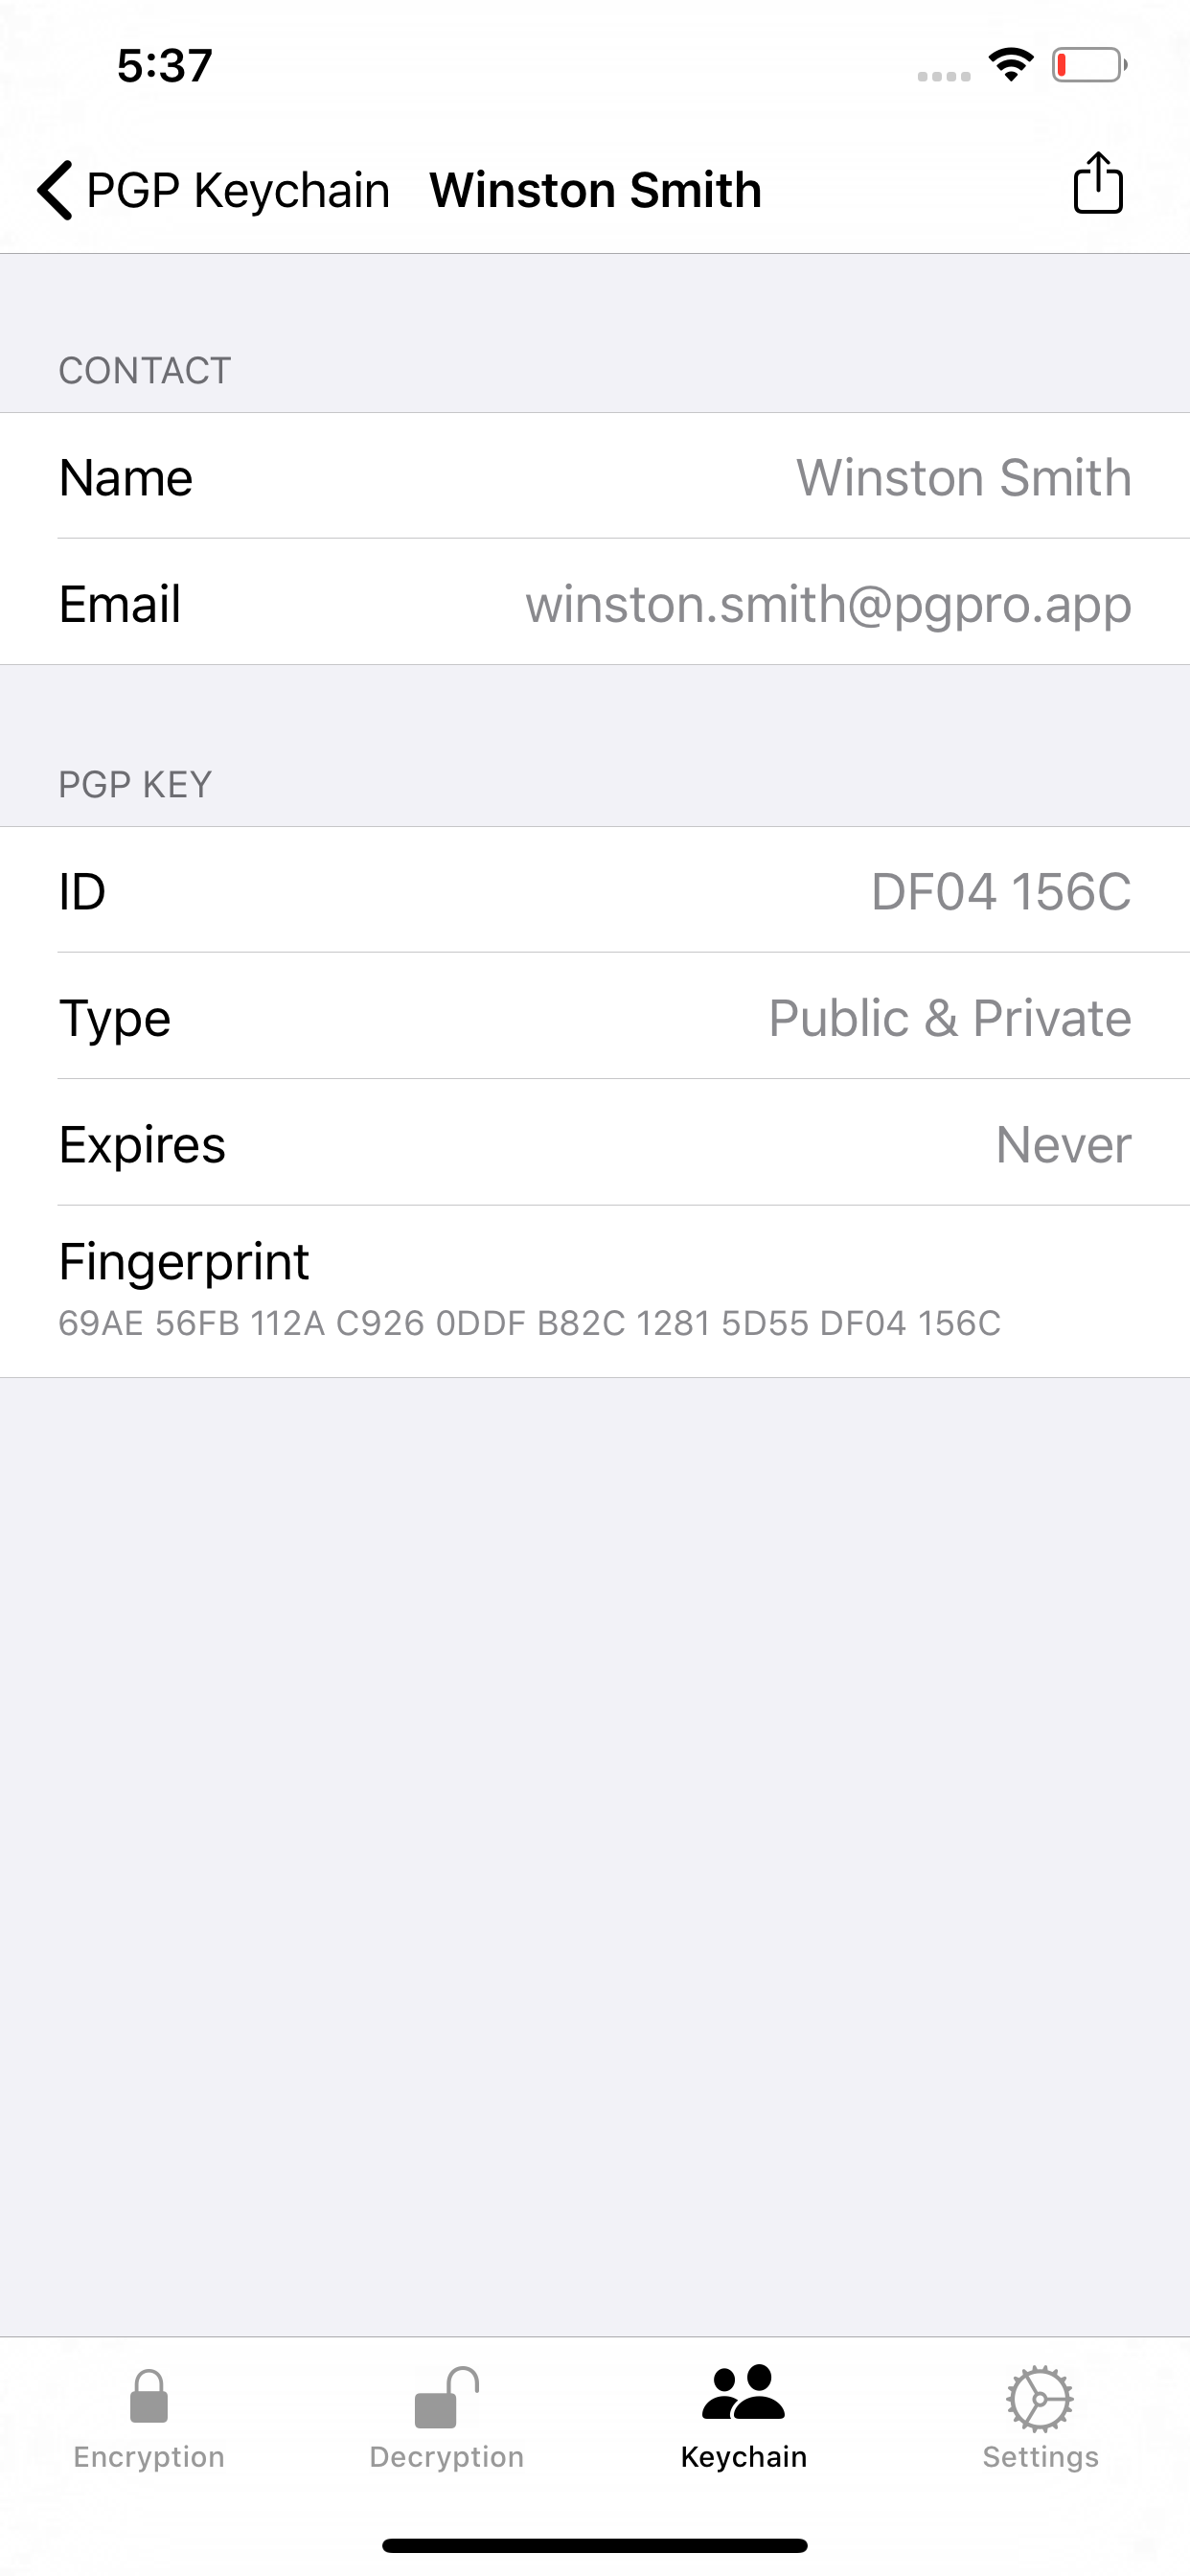 5:37
PGP Keychain Winston Smith
CONTACT
Name Winston Smith
Email winston.smith@pgpro.app
PGP KEY
ID DF04 156C
Type Public & Private
Expires Never
Fingerprint
69AE 56FB 112A C926 0DDF B82C 1281 5D55 DF04 156C
Encryption Decryption Keychain Settings